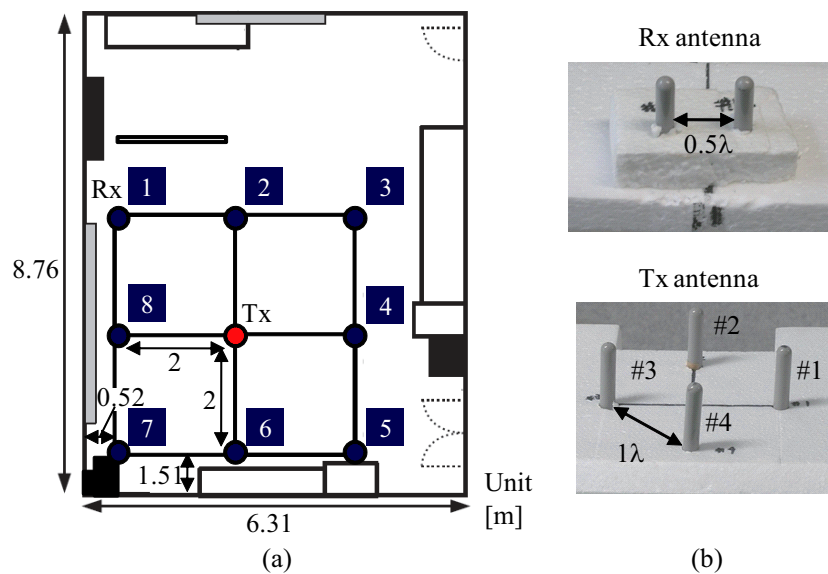 Rx
1
2
3
8
Tx
4
2
2
0.52
7
6
5
1.51
8.76
6.31
Unit
[m]
(a)
Rx antenna
0.5λ
Tx antenna
#2
#3
#1
#4
1λ
(b)